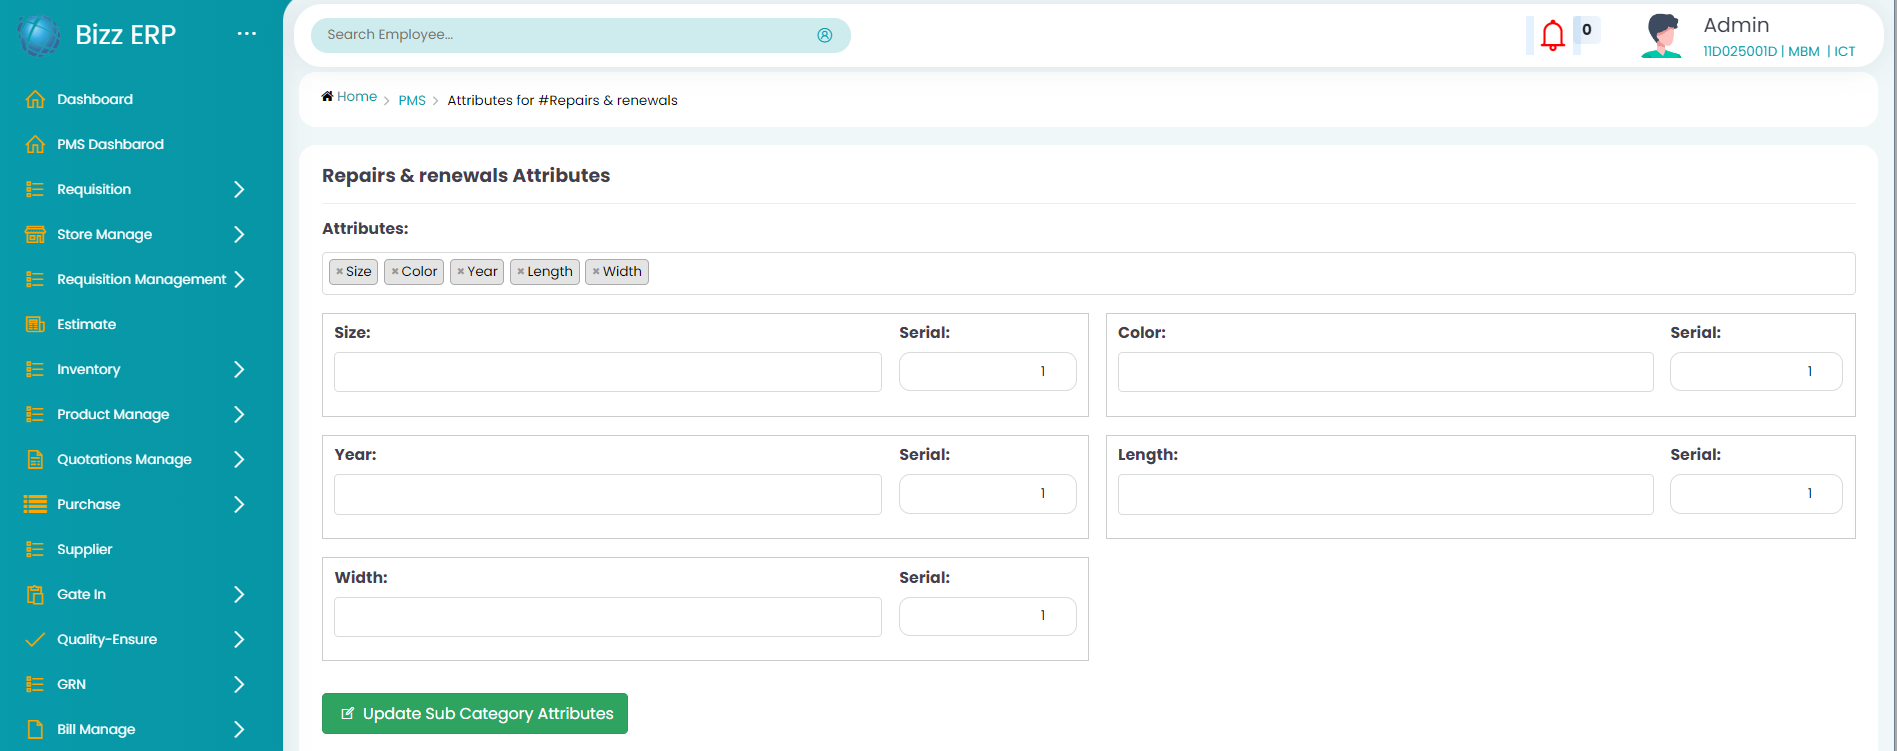 Bizz ERP
Dashboard
PMS Dashbarod
Requisition
Store Manage
Requisition Management
Estimate
Inventory
Product Manage
Quotations Manage
Purchase
Supplier
Gate In
Quality-Ensure
GRN
Bill Manage
Search Employee...
0
Admin
11D025001D | MBM | ICT
Home > PMS > Attributes for #Repairs & renewals
Repairs & renewals Attributes
Attributes:
× Size × Color × Year × Length × Width
Size: Serial: Color: Serial:
1 1
Year: Serial: Length: Serial:
1 1
Width: Serial:
1
Update Sub Category Attributes